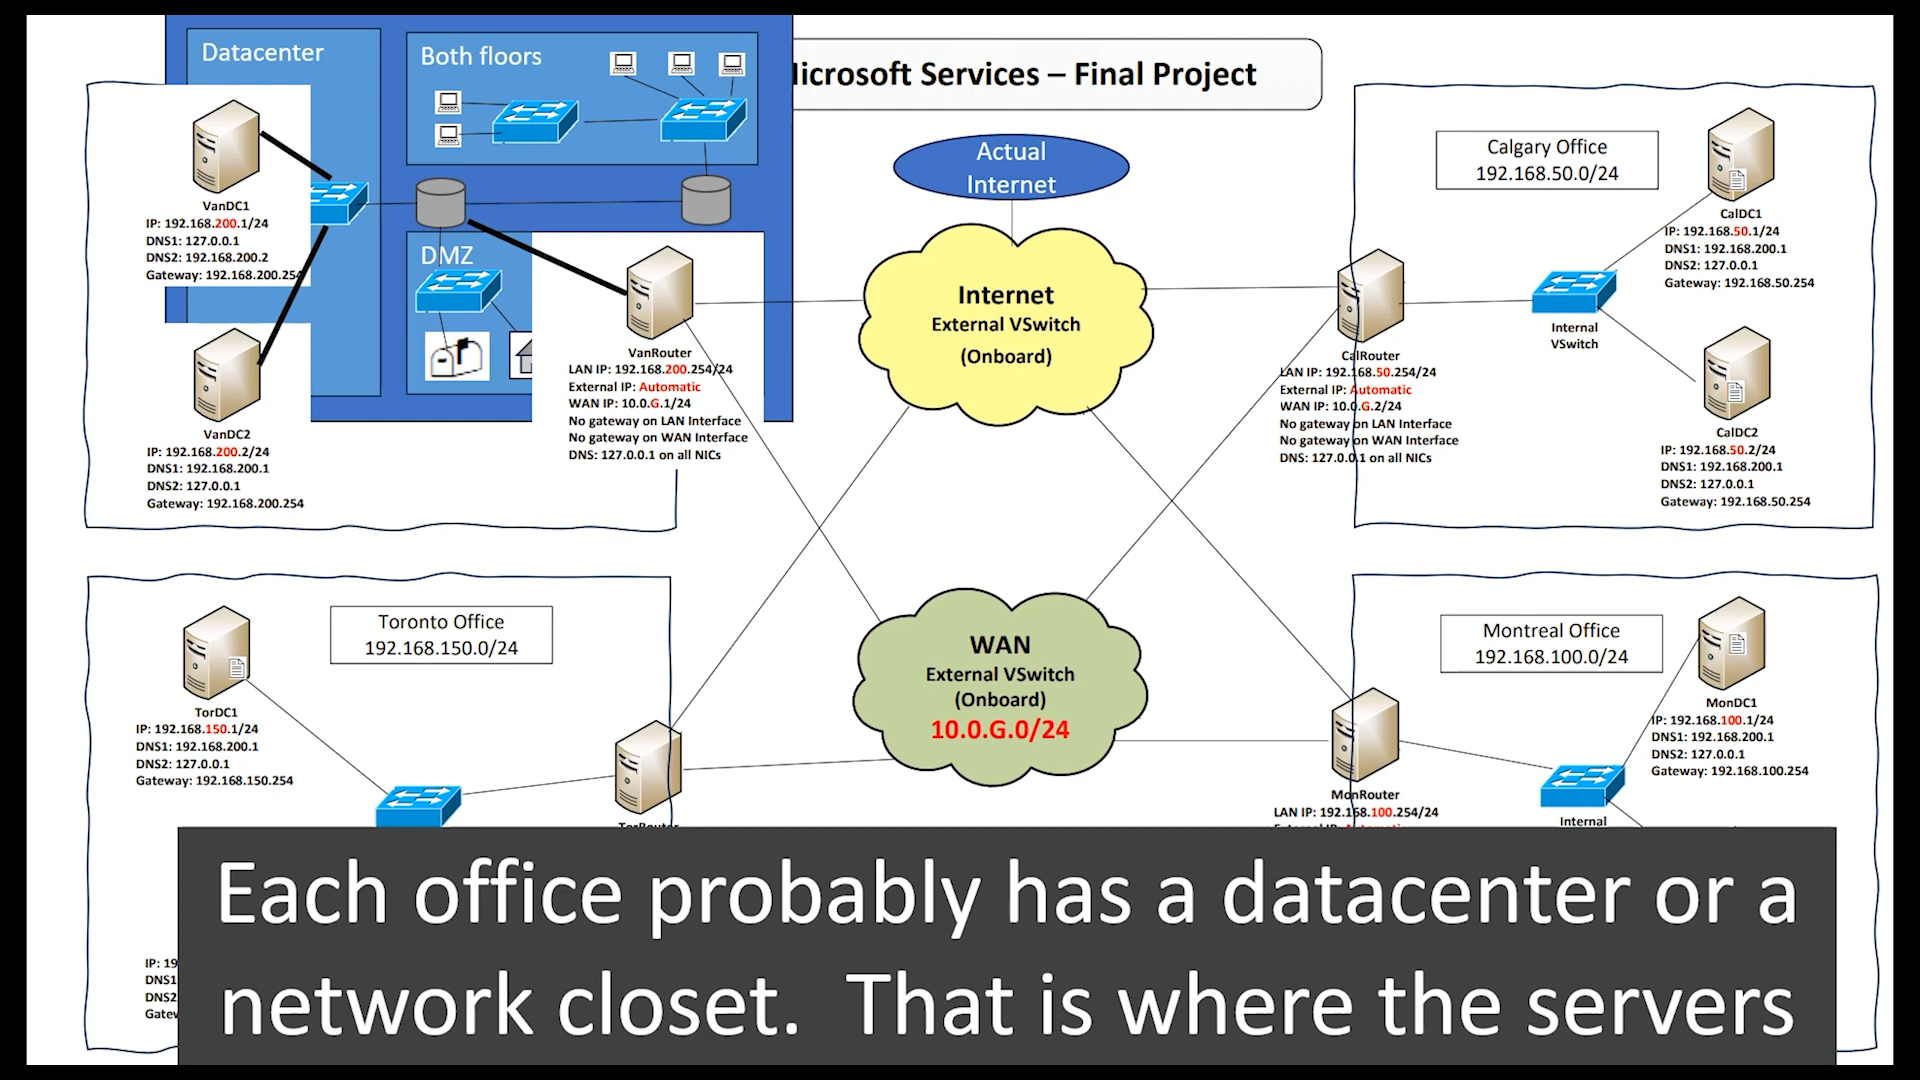 Datacenter
Both floors
icrosoft Services – Final Project
Actual
Internet
Calgary Office
192.168.50.0/24
VanDC1
IP: 192.168.200.1/24
DNS1: 127.0.0.1
DNS2: 192.168.200.2
Gateway: 192.168.200.254
DMZ
Internet
External VSwitch
(Onboard)
CalDC1
IP: 192.168.50.1/24
DNS1: 192.168.200.1
DNS2: 127.0.0.1
Gateway: 192.168.50.254
Internal
VSwitch
VanRouter
LAN IP: 192.168.200.254/24
External IP: Automatic
WAN IP: 10.0.G.1/24
No gateway on LAN Interface
No gateway on WAN Interface
DNS: 127.0.0.1 on all NICs
CalRouter
LAN IP: 192.168.50.254/24
External IP: Automatic
WAN IP: 10.0.G.2/24
No gateway on LAN Interface
No gateway on WAN Interface
DNS: 127.0.0.1 on all NICs
VanDC2
IP: 192.168.200.2/24
DNS1: 192.168.200.1
DNS2: 127.0.0.1
Gateway: 192.168.200.254
CalDC2
IP: 192.168.50.2/24
DNS1: 192.168.200.1
DNS2: 127.0.0.1
Gateway: 192.168.50.254
Toronto Office
192.168.150.0/24
WAN
External VSwitch
(Onboard)
10.0.G.0/24
Montreal Office
192.168.100.0/24
TorDC1
IP: 192.168.150.1/24
DNS1: 192.168.200.1
DNS2: 127.0.0.1
Gateway: 192.168.150.254
MonDC1
IP: 192.168.100.1/24
DNS1: 192.168.200.1
DNS2: 127.0.0.1
Gateway: 192.168.100.254
MonRouter
LAN IP: 192.168.100.254/24
Internal
IP: 19
DNS1
DNS2
Gatew
Each office probably has a datacenter or a
network closet. That is where the servers